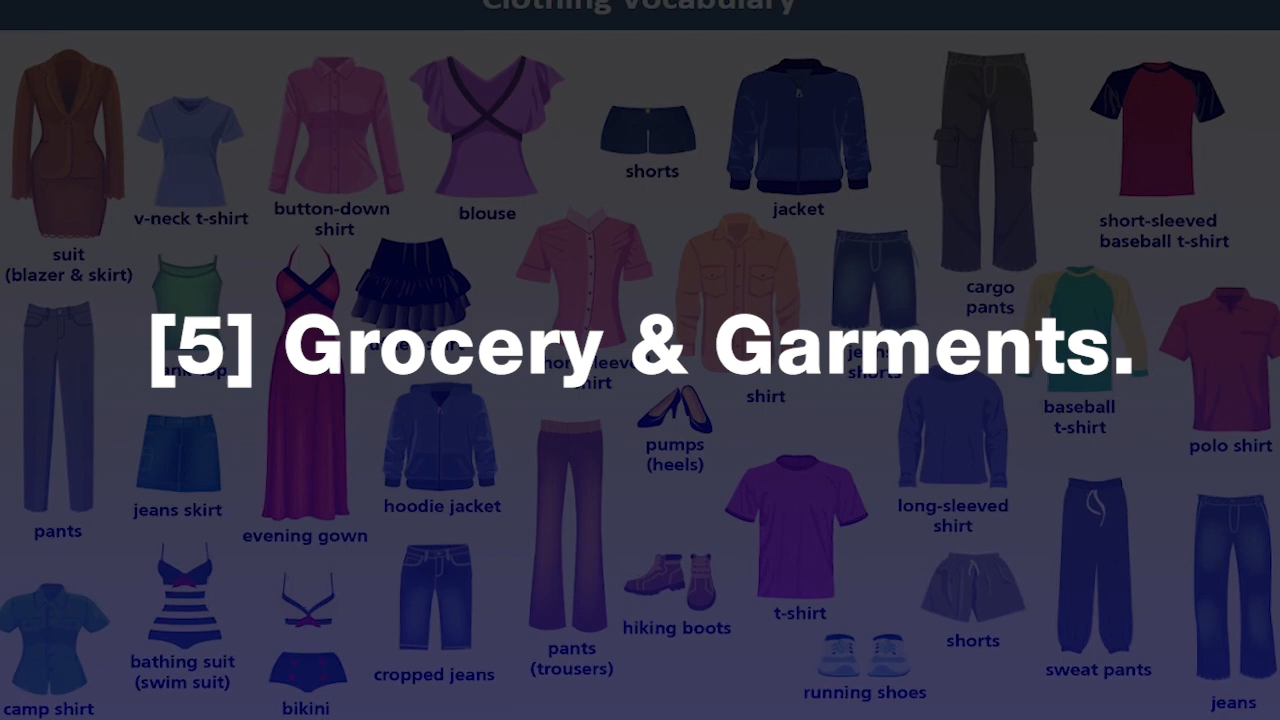 Clothing Vocabulary
shorts
v-neck t-shirt
button-down
shirt
blouse
jacket
short-sleeved
baseball t-shirt
suit
(blazer & skirt)
cargo
pants
[5] Grocery & Garments.
jeans
shorts
shirt
baseball
t-shirt
pumps
(heels)
polo shirt
pants
jeans skirt
evening gown
hoodie jacket
long-sleeved
shirt
t-shirt
hiking boots
shorts
pants
(trousers)
bathing suit
(swim suit)
cropped jeans
sweat pants
running shoes
camp shirt
bikini
jeans